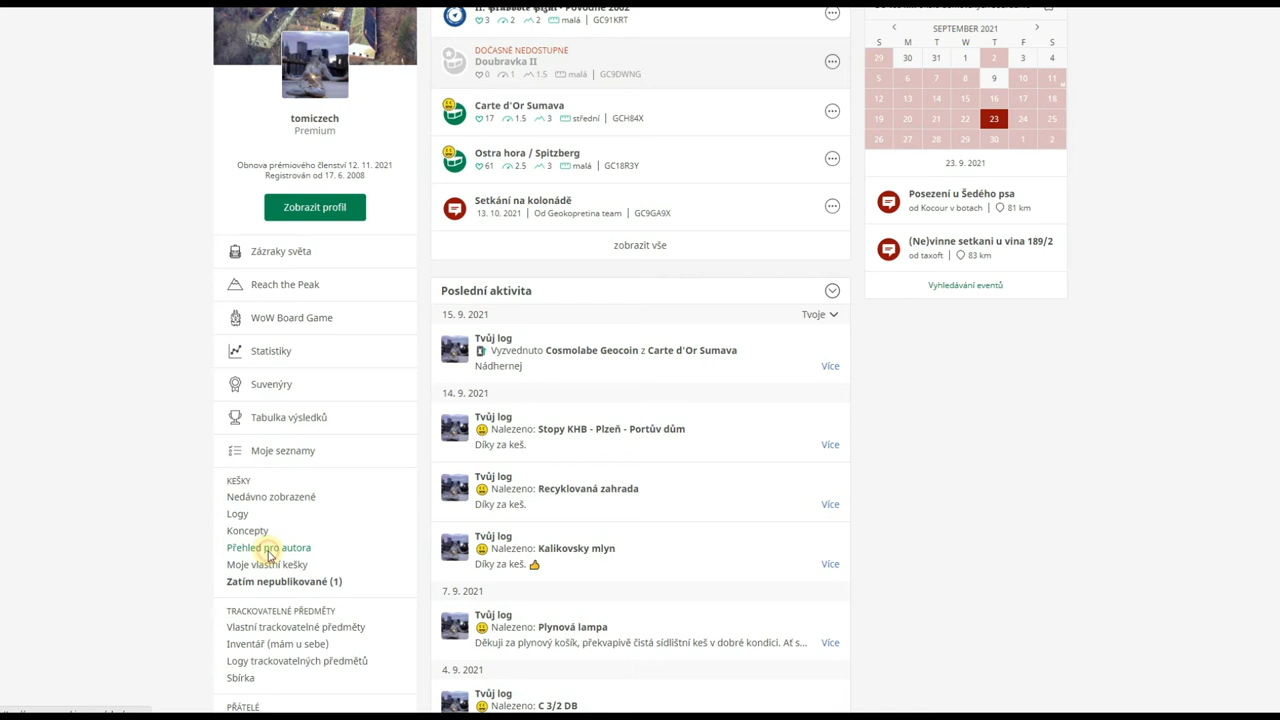 tomiczech
Premium
Obnova prémiového členství 12. 11. 2021
Registrován od 17. 6. 2008
Zobrazit profil
Zázraky světa
Reach the Peak
WoW Board Game
Statistiky
Suvenýry
Tabulka výsledků
Moje seznamy
KEŠKY
Nedávno zobrazené
Logy
Koncepty
Přehled pro autora
Moje vlastní kešky
Zatím nepublikované (1)
TRACKOVATELNÉ PŘEDMĚTY
Vlastní trackovatelné předměty
Inventář (mám u sebe)
Logy trackovatelných předmětů
Sbírka
PŘÁTELÉ
3 2 2 malá | GC91KRT
DOČASNĚ NEDOSTUPNÉ
Doubravka II
0 1 1.5 malá | GC9DWNG
Carte d'Or Sumava
17 1.5 3 střední | GCH84X
Ostra hora / Spitzberg
61 2.5 3 malá | GC18R3Y
Setkání na kolonádě
13. 10. 2021 | Od Geokopretina team | GC9GA9X
zobrazit vše
Poslední aktivita
15. 9. 2021 Tvoje
Tvůj log
Vyzvednuto Cosmolabe Geocoin z Carte d'Or Sumava
Nádhernej Více
14. 9. 2021
Tvůj log
Nalezeno: Stopy KHB - Plzeň - Portův dům
Díky za keš. Více
Tvůj log
Nalezeno: Recyklovaná zahrada
Díky za keš. Více
Tvůj log
Nalezeno: Kalikovsky mlyn
Díky za keš. 👍 Více
7. 9. 2021
Tvůj log
Nalezeno: Plynová lampa
Děkuji za plynový košík, překvapivě čistá sídlištní keš v dobré kondici. Ať s... Více
4. 9. 2021
Tvůj log
Nalezeno: C 3/2 DB
SEPTEMBER 2021
S M T W T F S
29 30 31 1 2 3 4
5 6 7 8 9 10 11
12 13 14 15 16 17 18
19 20 21 22 23 24 25
26 27 28 29 30 1 2
23. 9. 2021
Posezení u Šedého psa
od Kocour v botach | 81 km
(Ne)vinne setkani u vina 189/2
od taxoft | 83 km
Vyhledávání eventů